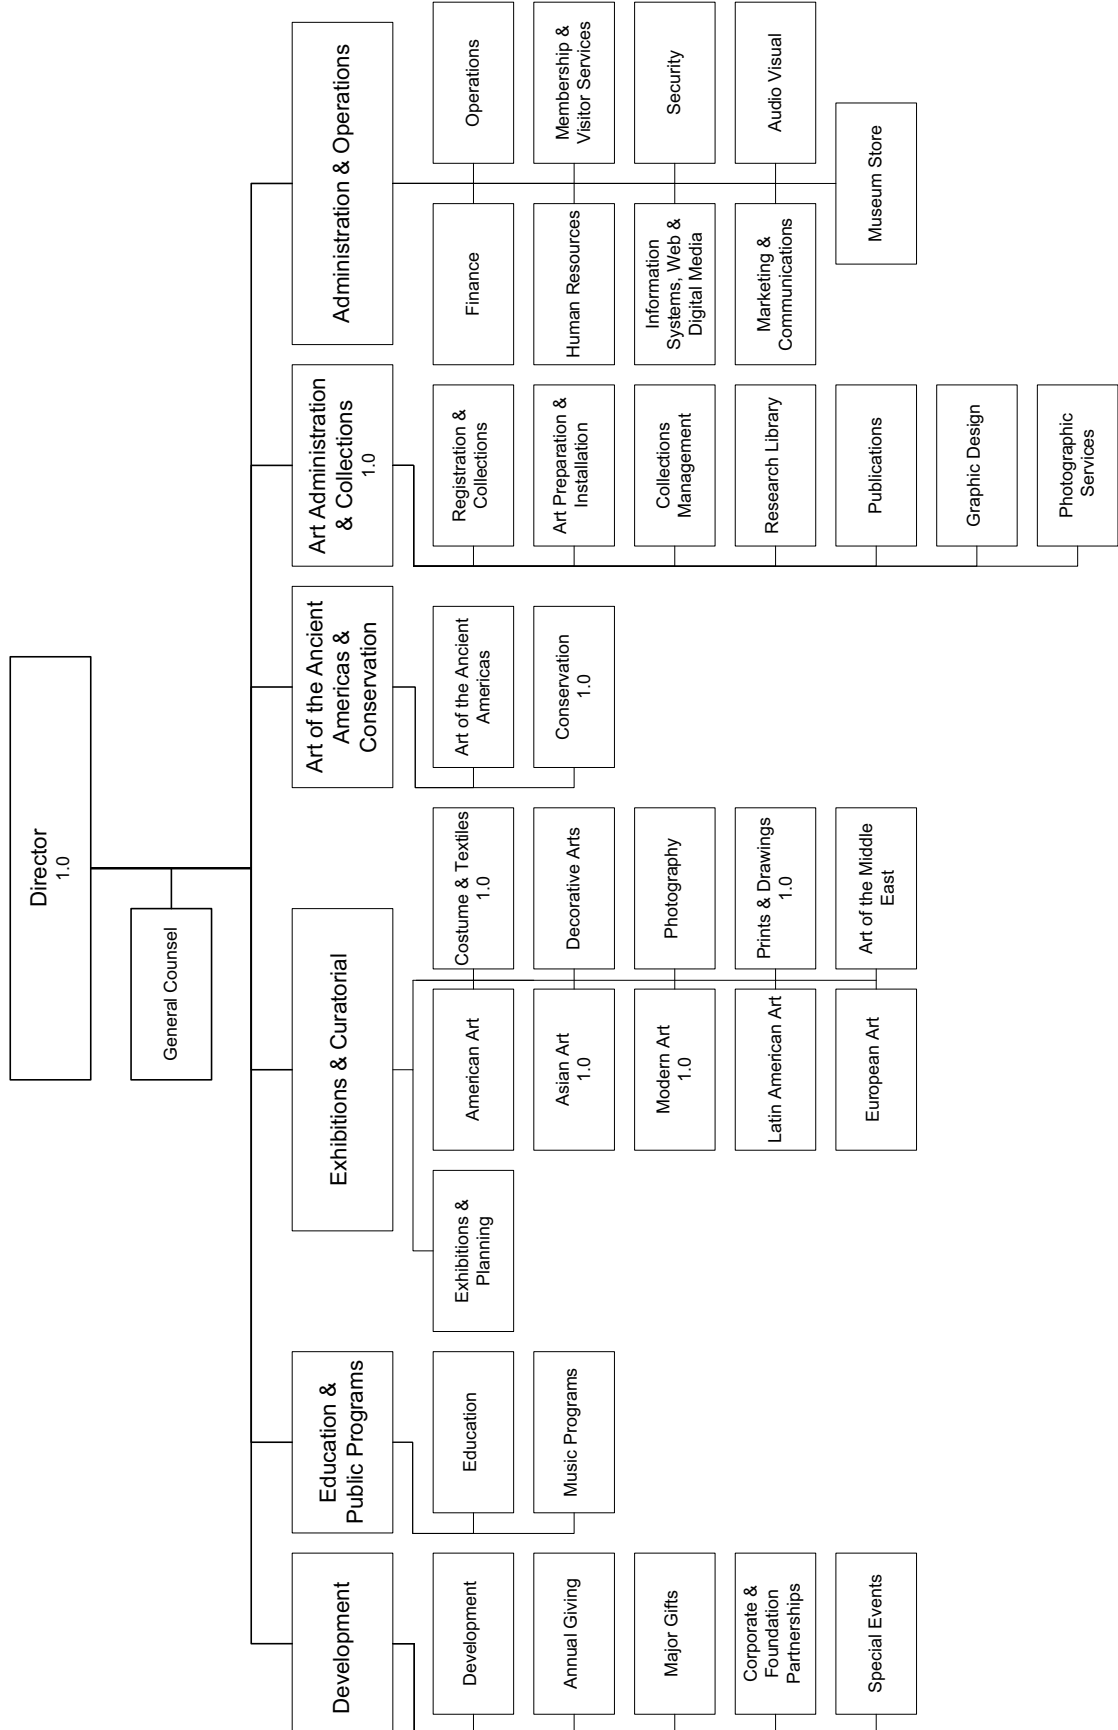 Director
1.0
General Counsel
Development
Development
Annual Giving
Major Gifts
Corporate &
Foundation
Partnerships
Special Events
Education &
Public Programs
Education
Music Programs
Exhibitions & Curatorial
Exhibitions &
Planning
American Art
Asian Art
1.0
Modern Art
1.0
Latin American Art
European Art
Costume & Textiles
1.0
Decorative Arts
Photography
Prints & Drawings
1.0
Art of the Middle
East
Art of the Ancient
Americas &
Conservation
Art of the Ancient
Americas
Conservation
1.0
Art Administration
& Collections
1.0
Registration &
Collections
Art Preparation &
Installation
Collections
Management
Research Library
Publications
Graphic Design
Photographic
Services
Administration & Operations
Finance
Human Resources
Information
Systems, Web &
Digital Media
Marketing &
Communications
Operations
Membership &
Visitor Services
Security
Audio Visual
Museum Store